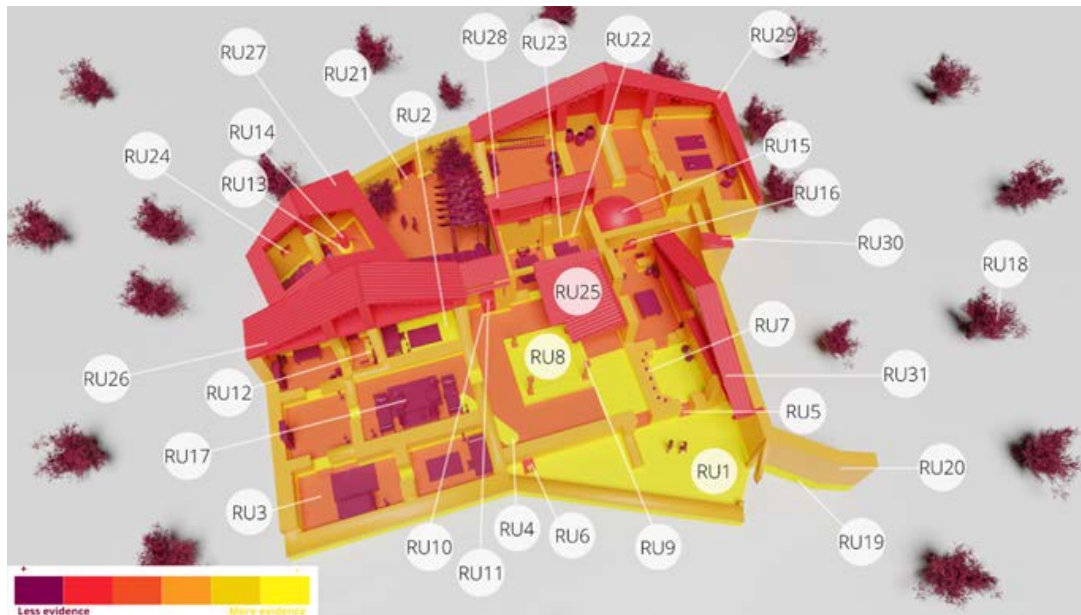 RU27
RU21
RU28
RU23
RU22
RU29
RU2
RU14
RU24
RU13
RU15
RU16
RU30
RU18
RU25
RU7
RU8
RU26
RU12
RU31
RU5
RU17
RU1
RU20
RU3
RU10
RU4
RU6
RU9
RU19
RU11
+
-
Less evidence
More evidence